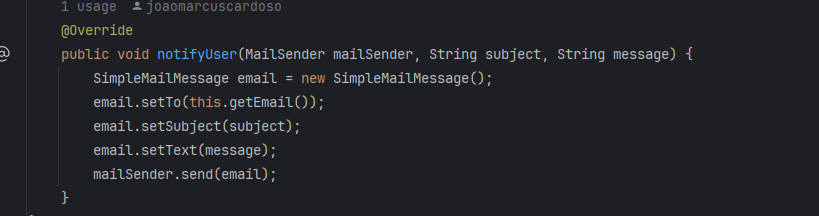 1 usage joaomarcuscardoso
@Override
public void notifyUser(MailSender mailSender, String subject, String message) {
SimpleMailMessage email = new SimpleMailMessage();
email.setTo(this.getEmail());
email.setSubject(subject);
email.setText(message);
mailSender.send(email);
}